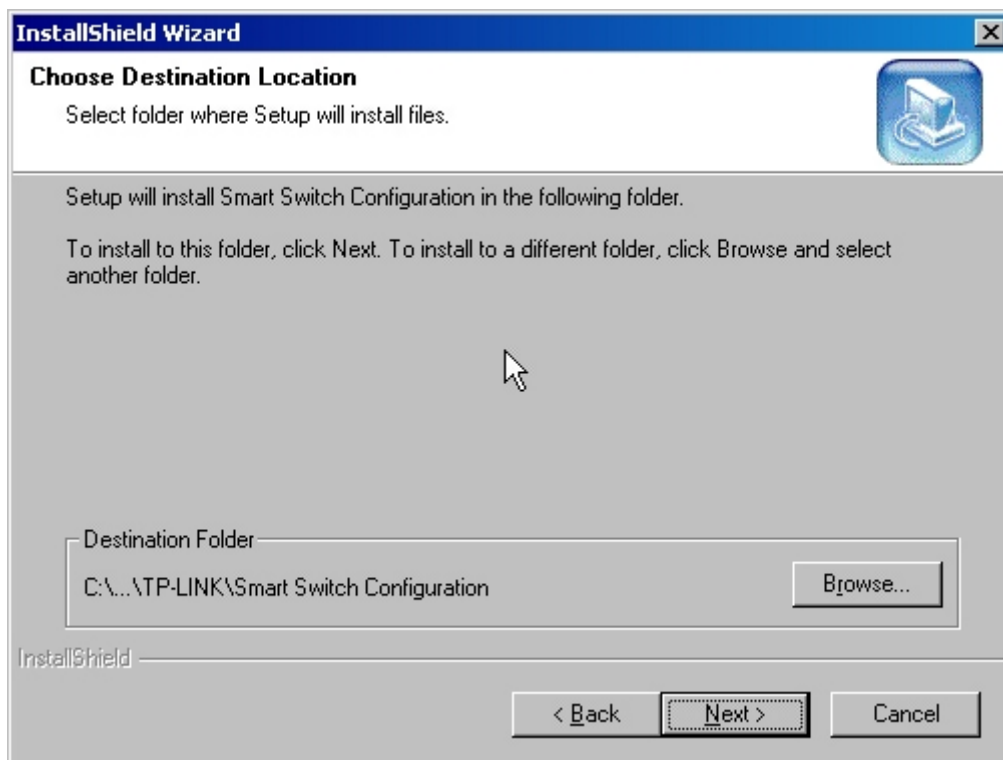 InstallShield Wizard
Choose Destination Location
Select folder where Setup will install files.
Setup will install Smart Switch Configuration in the following folder.
To install to this folder, click Next. To install to a different folder, click Browse and select
another folder.
Destination Folder
C:\...\TP-LINK\Smart Switch Configuration
Browse...
InstallShield
< Back
Next >
Cancel